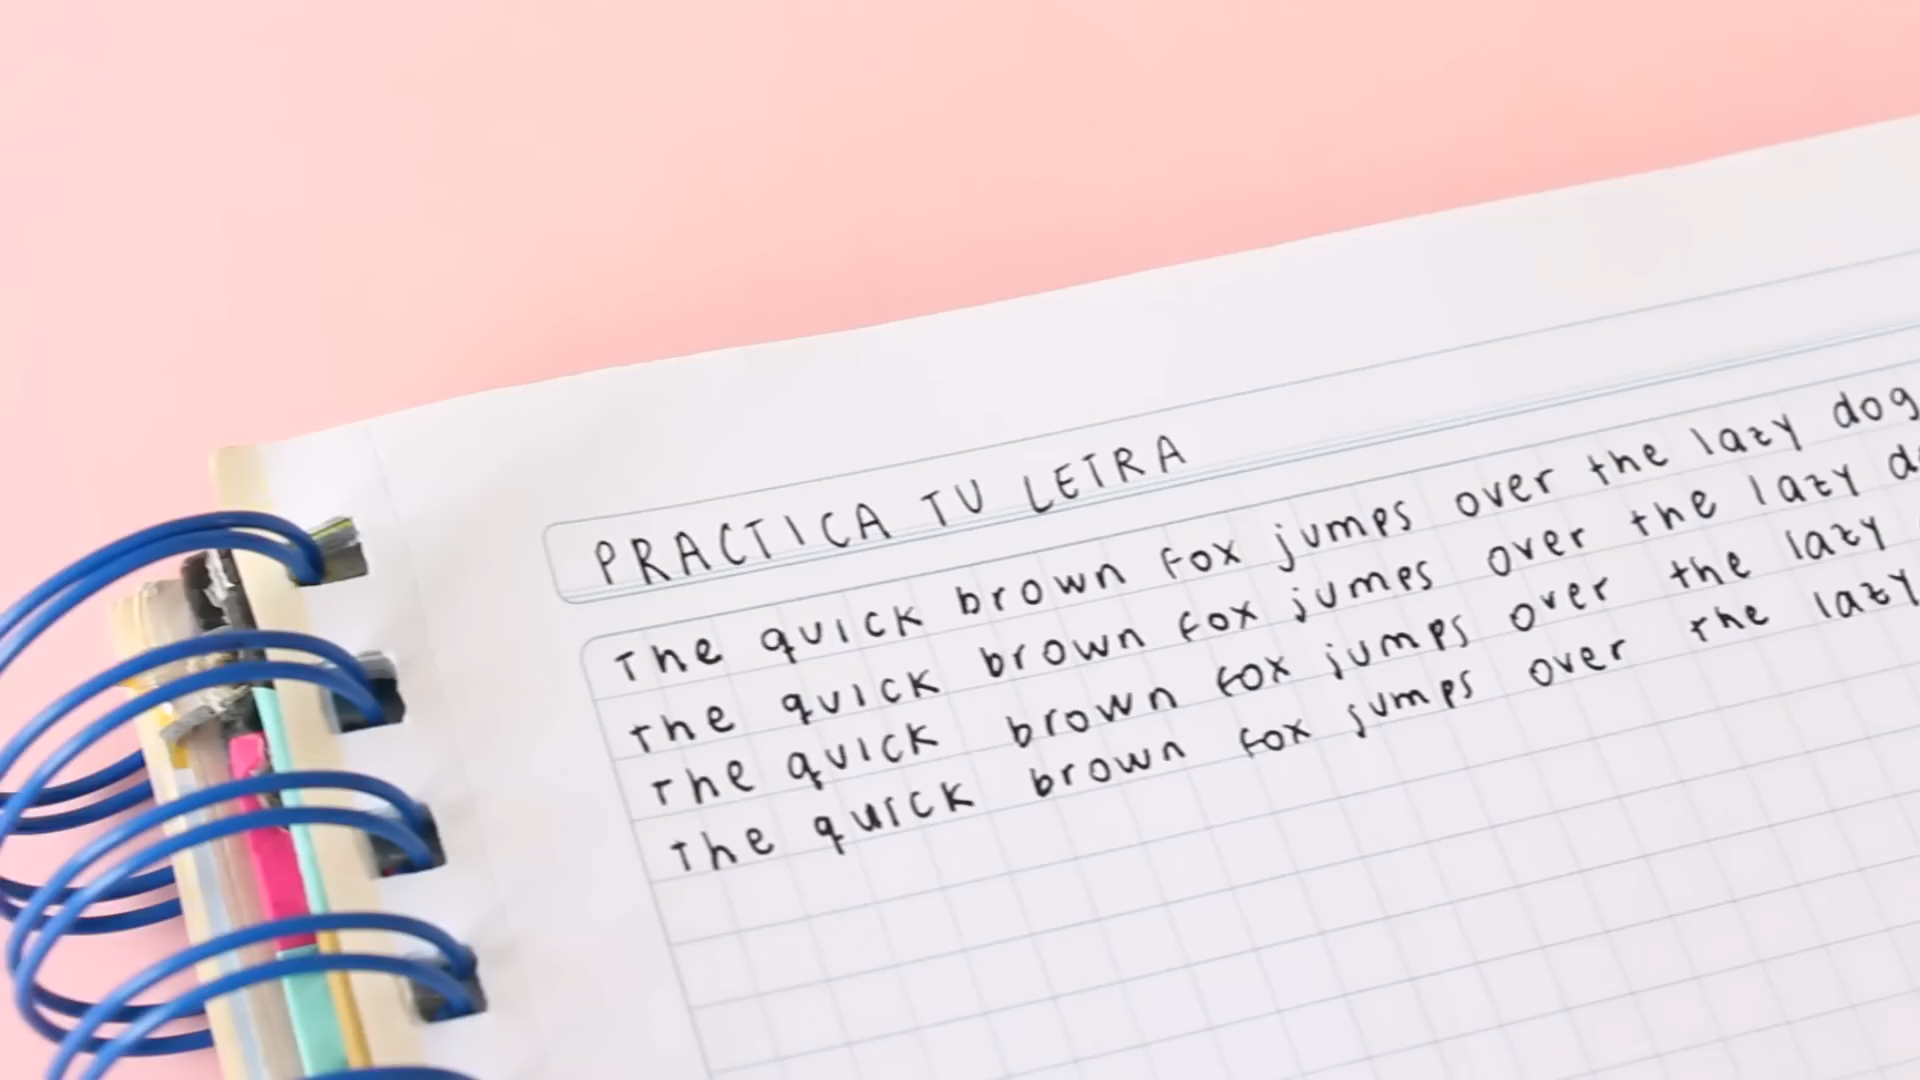 PRACTICA TU LETRA
The quick brown fox jumps over the lazy dog
The quick brown fox jumps over the lazy
The quick brown fox jumps over the lazy
The quick brown fox jumps over the lazy